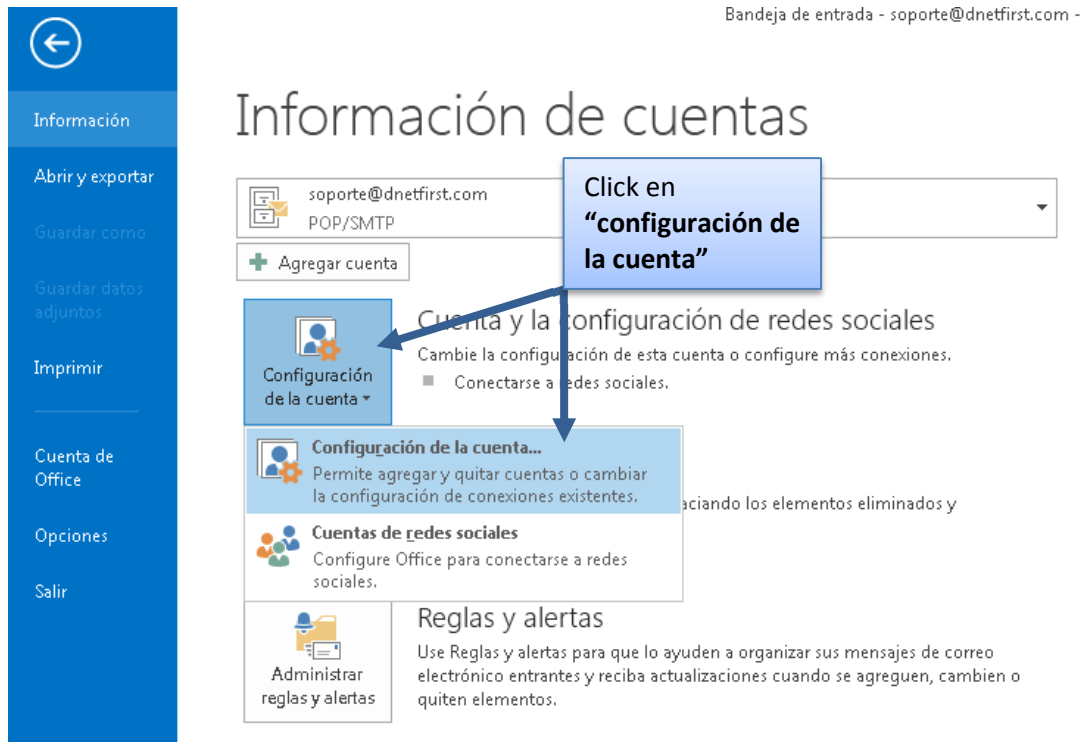 Bandeja de entrada - soporte@dnetfirst.com -
Información de cuentas
Información
Abrir y exportar
Guardar como
Guardar datos
adjuntos
Imprimir
Cuenta de
Office
Opciones
Salir
soporte@dnetfirst.com
POP/SMTP
Click en
“configuración de
la cuenta”
Agregar cuenta
Configuración
de la cuenta
Cuenta y la configuración de redes sociales
Cambie la configuración de esta cuenta o configure más conexiones.
Conectarse a redes sociales.
Configuración de la cuenta...
Permite agregar y quitar cuentas o cambiar
la configuración de conexiones existentes.
Cuentas de redes sociales
Configure Office para conectarse a redes
sociales.
aciando los elementos eliminados y
Administrar
reglas y alertas
Reglas y alertas
Use Reglas y alertas para que lo ayuden a organizar sus mensajes de correo
electrónico entrantes y reciba actualizaciones cuando se agreguen, cambien o
quiten elementos.